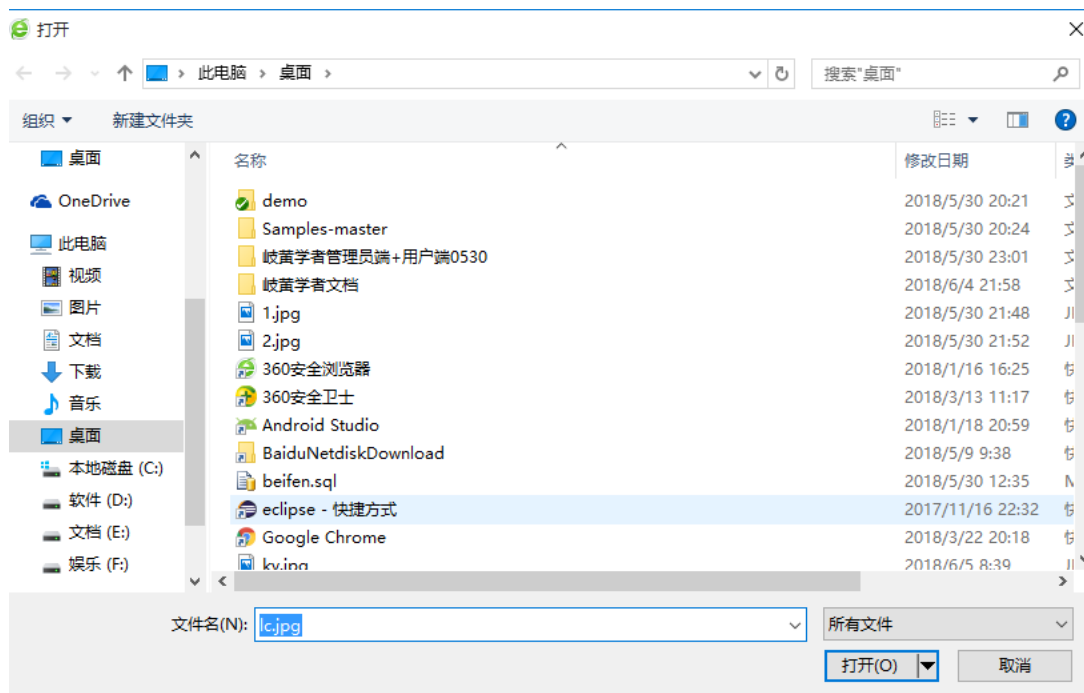 打开
此电脑 › 桌面 ›
搜索"桌面"
组织
新建文件夹
桌面
OneDrive
此电脑
视频
图片
文档
下载
音乐
桌面
本地磁盘 (C:)
软件 (D:)
文档 (E:)
娱乐 (F:)
名称 修改日期
demo 2018/5/30 20:21
Samples-master 2018/5/30 20:24
岐黄学者管理员端+用户端0530 2018/5/30 23:01
岐黄学者文档 2018/6/4 21:58
1.jpg 2018/5/30 21:48
2.jpg 2018/5/30 21:52
360安全浏览器 2018/1/16 16:25
360安全卫士 2018/3/13 11:17
Android Studio 2018/1/18 20:59
BaiduNetdiskDownload 2018/5/9 9:38
beifen.sql 2018/5/30 12:35
eclipse - 快捷方式 2017/11/16 22:32
Google Chrome 2018/3/22 20:18
2018/6/5 8:39
文件名(N): lc.jpg
所有文件
打开(O)
取消